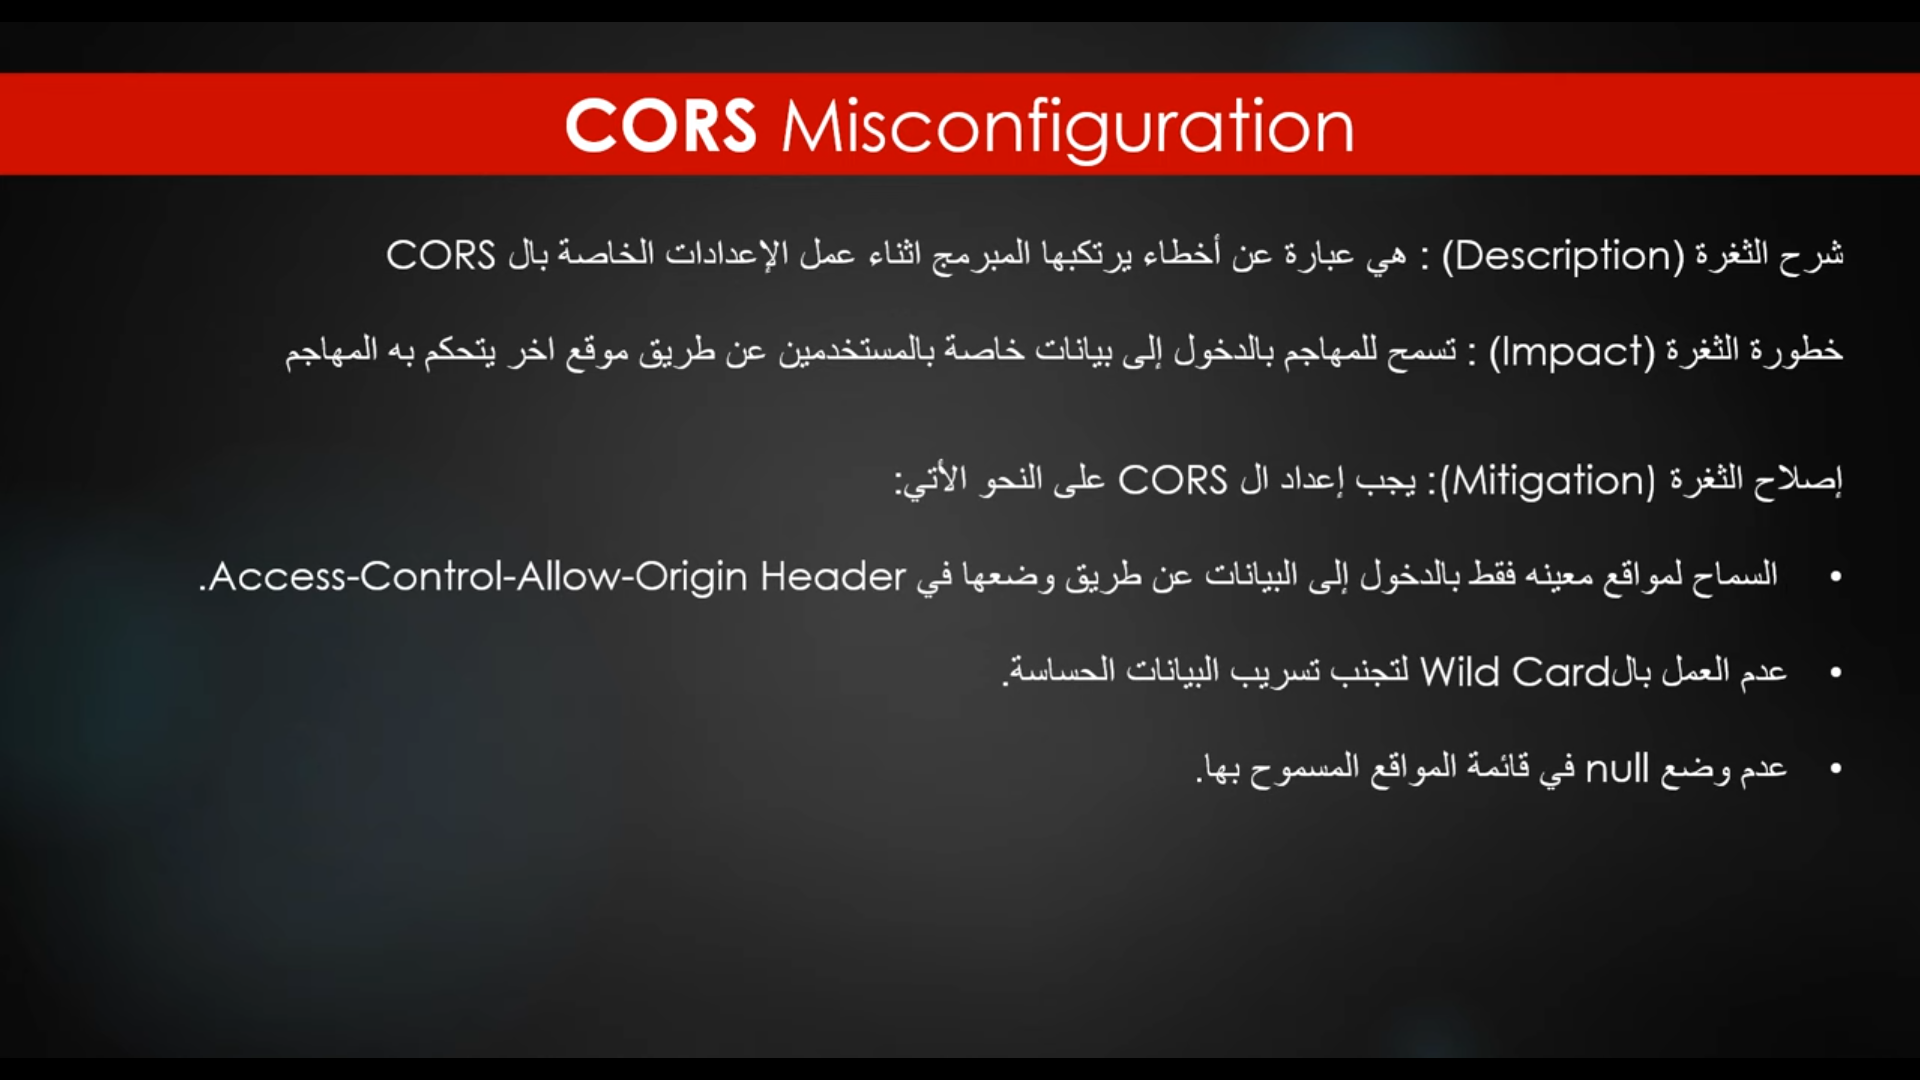 CORS Misconfiguration
شرح الثغرة (Description) : هي عبارة عن أخطاء يرتكبها المبرمج اثناء عمل الإعدادات الخاصة بال CORS
خطورة الثغرة (Impact) : تسمح للمهاجم بالدخول إلى بيانات خاصة بالمستخدمين عن طريق موقع اخر يتحكم به المهاجم
إصلاح الثغرة (Mitigation): يجب إعداد ال CORS على النحو الأتي:
• السماح لمواقع معينه فقط بالدخول إلى البيانات عن طريق وضعها في Access-Control-Allow-Origin Header.
• عدم العمل بالWild Card لتجنب تسريب البيانات الحساسة.
• عدم وضع null في قائمة المواقع المسموح بها.